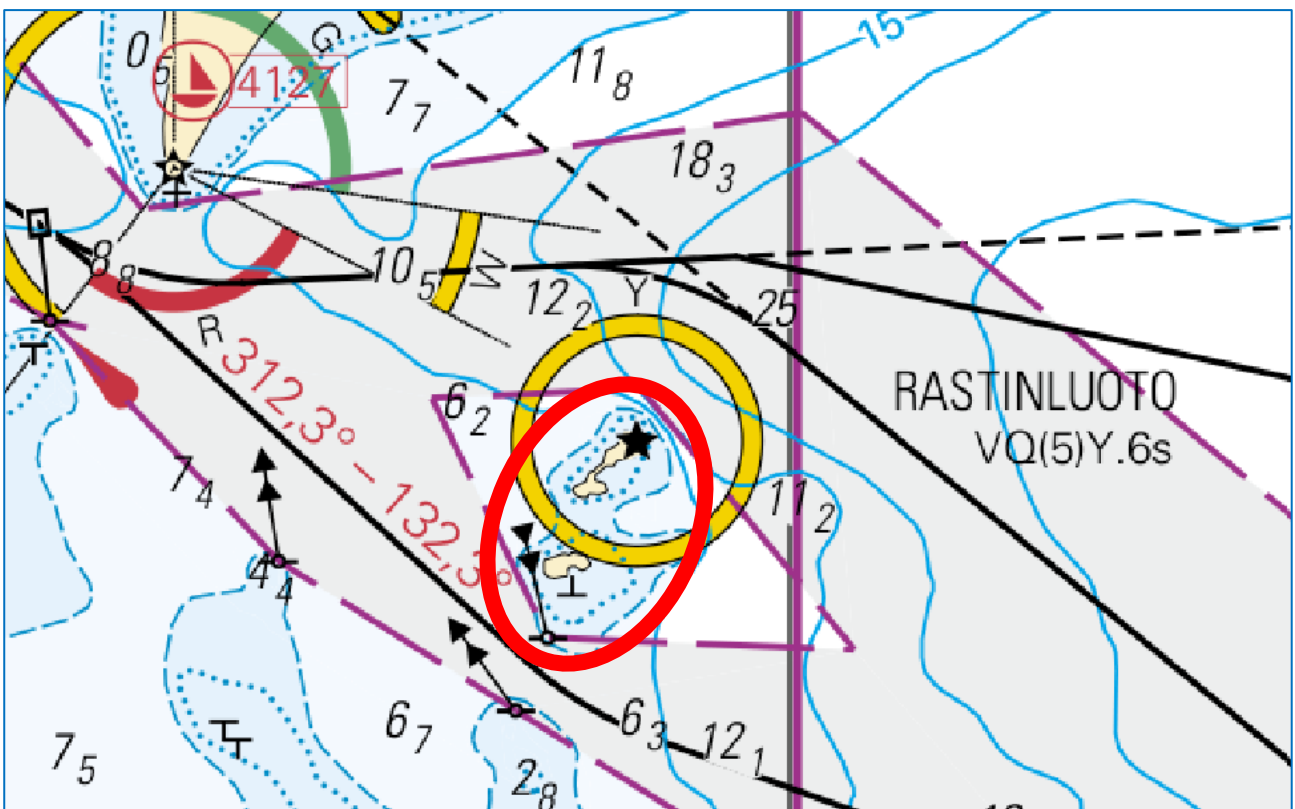 15
0₅
G
4127
11₈
7₇
18₃
8₈
10₅
M
12₂
Y
25
R
312,3° – 132,3°
RASTINLUOTO
VQ(5)Y.6s
6₂
7₄
11₂
4₄
6₃
12₁
6₇
7₅
2₈